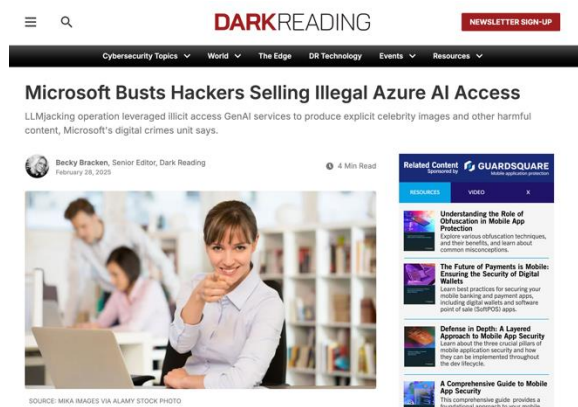 DARKREADING
NEWSLETTER SIGN-UP
Cybersecurity Topics World The Edge DR Technology Events Resources
Microsoft Busts Hackers Selling Illegal Azure AI Access
LLMjacking operation leveraged illicit access GenAI services to produce explicit celebrity images and other harmful
content, Microsoft's digital crimes unit says.
Becky Bracken, Senior Editor, Dark Reading
February 28, 2025
4 Min Read
SOURCE: MIKA IMAGES VIA ALAMY STOCK PHOTO
Related Content
Sponsored by
GUARDSQUARE
Mobile application protection
RESOURCES VIDEO X
Understanding the Role of
Obfuscation in Mobile App
Protection
Explore various obfuscation techniques,
and their benefits, and learn about
common misconceptions.
The Future of Payments is Mobile:
Ensuring the Security of Digital
Wallets
Learn best practices for securing your
mobile banking and payment apps,
including digital wallets and software
point of sale (SoftPOS) apps.
Defense in Depth: A Layered
Approach to Mobile App Security
Learn about the three crucial pillars of
mobile application security and how
they can be implemented throughout
the dev lifecycle.
A Comprehensive Guide to Mobile
App Security
This comprehensive guide provides a